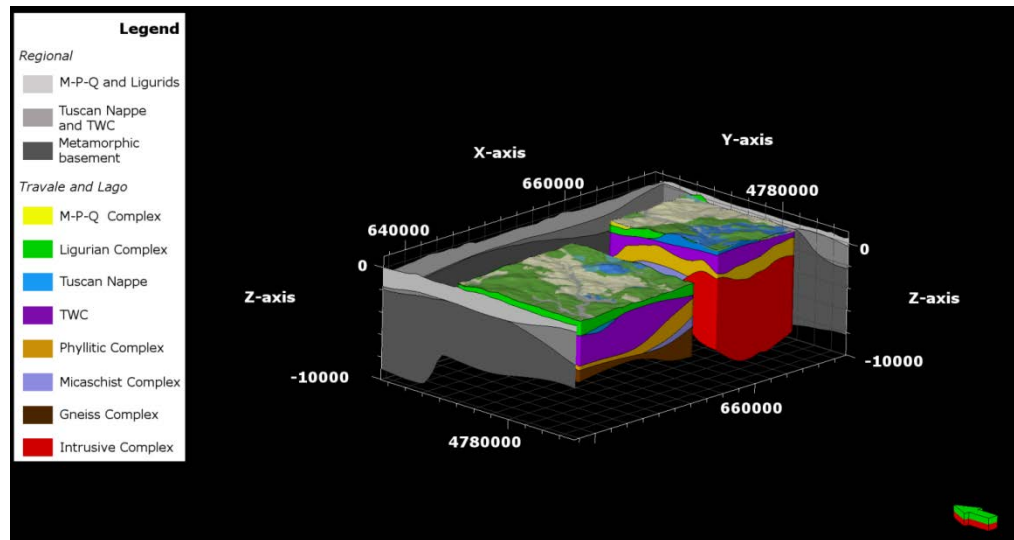 Legend
Regional
M-P-Q and Ligurids
Tuscan Nappe
and TWC
Metamorphic
basement
Travale and Lago
M-P-Q Complex
Ligurian Complex
Tuscan Nappe
TWC
Phyllitic Complex
Micaschist Complex
Gneiss Complex
Intrusive Complex
Y-axis
X-axis
660000
4780000
640000
0
0
Z-axis
Z-axis
-10000
-10000
660000
4780000